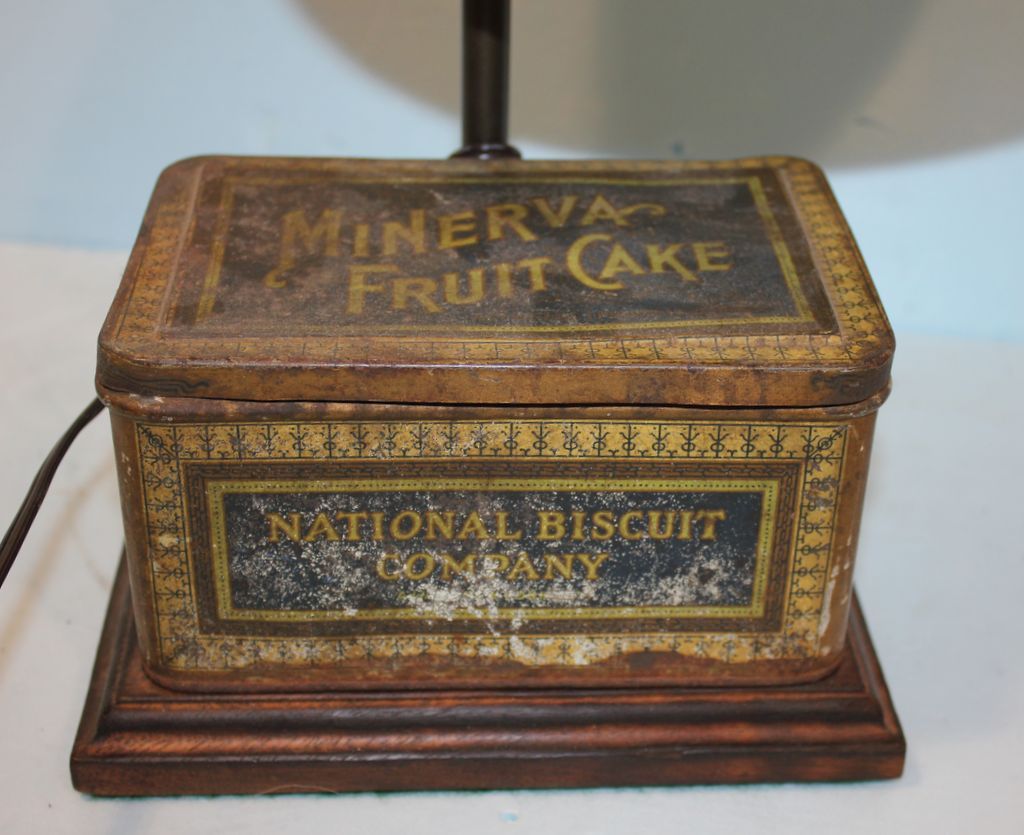 MINERVA
FRUIT CAKE
NATIONAL BISCUIT
COMPANY